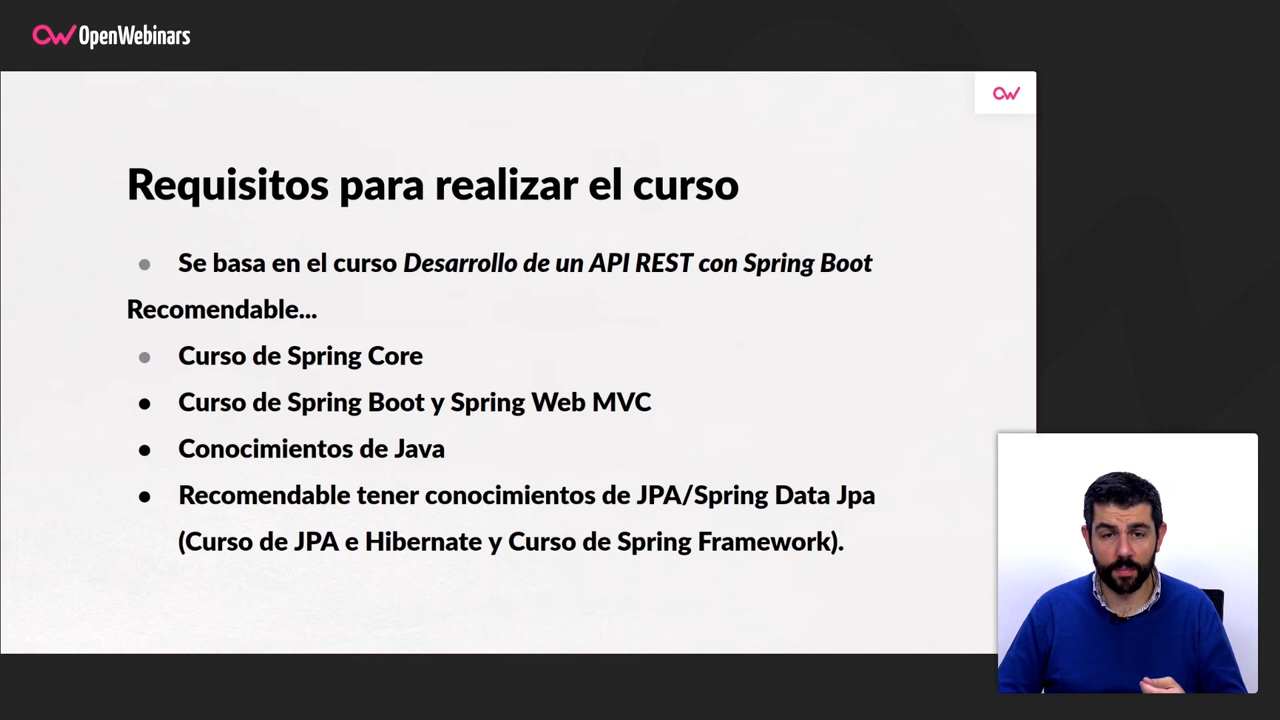 OpenWebinars
Requisitos para realizar el curso
● Se basa en el curso Desarrollo de un API REST con Spring Boot
Recomendable...
● Curso de Spring Core
● Curso de Spring Boot y Spring Web MVC
● Conocimientos de Java
● Recomendable tener conocimientos de JPA/Spring Data Jpa
(Curso de JPA e Hibernate y Curso de Spring Framework).